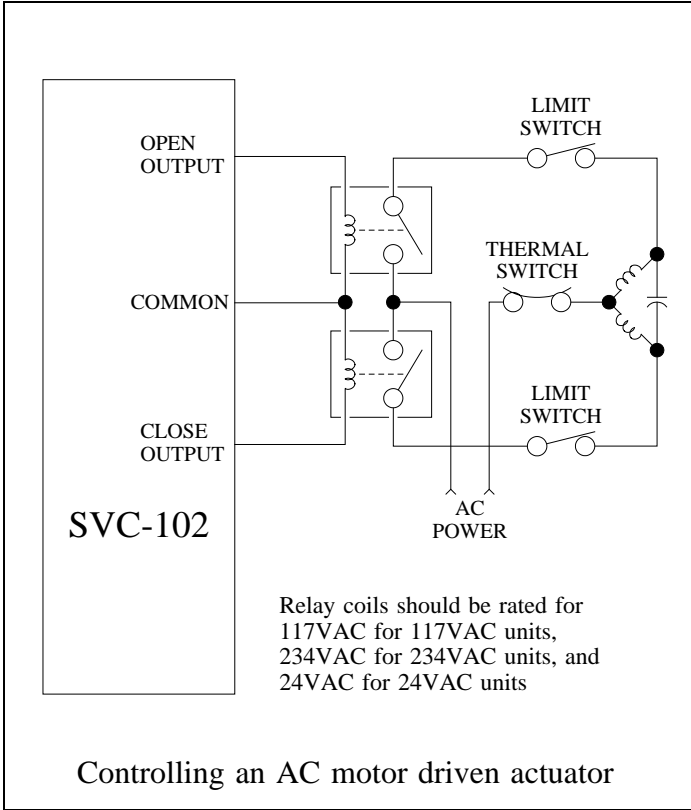 LIMIT
SWITCH
OPEN
OUTPUT
THERMAL
SWITCH
COMMON
LIMIT
SWITCH
CLOSE
OUTPUT
AC
POWER
SVC-102
Relay coils should be rated for
117VAC for 117VAC units,
234VAC for 234VAC units, and
24VAC for 24VAC units
Controlling an AC motor driven actuator